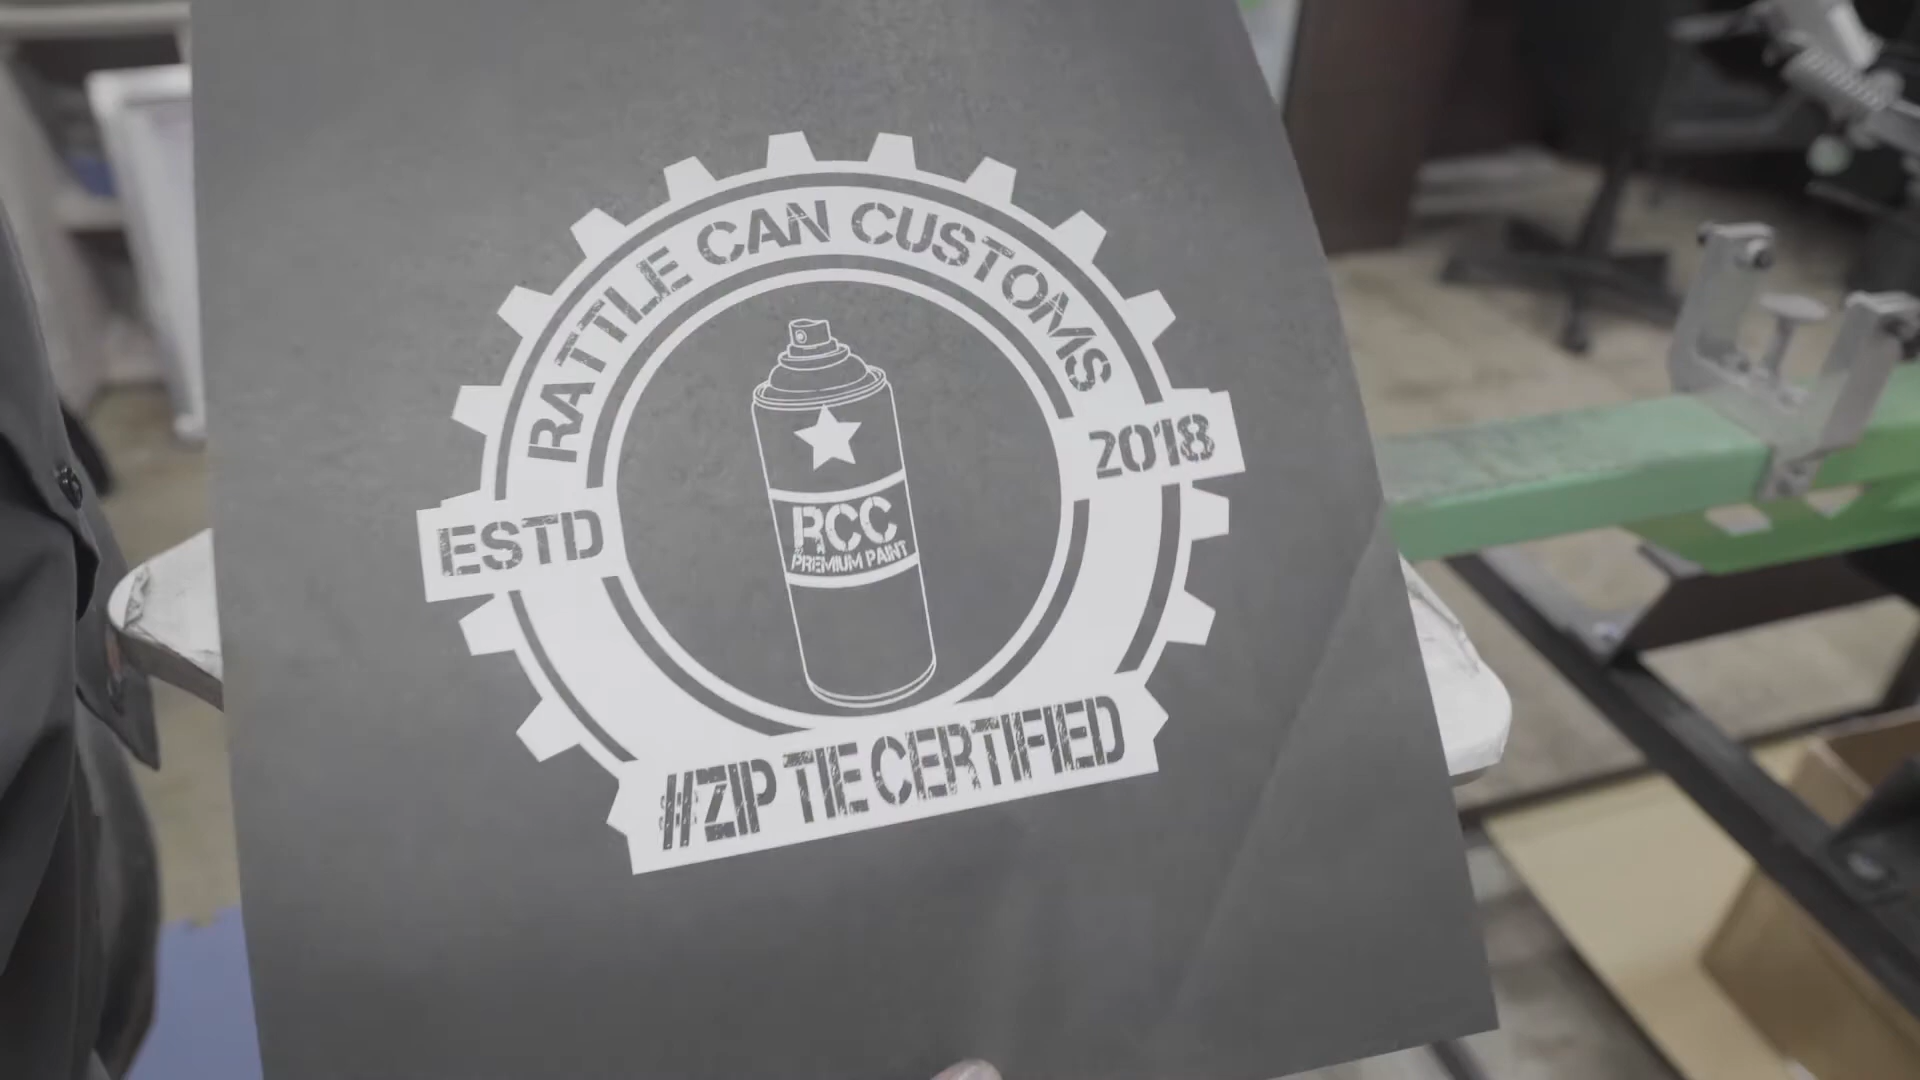 RATTLE CAN CUSTOMS
ESTD
2018
RCC
PREMIUM PAINT
#ZIP TIE CERTIFIED